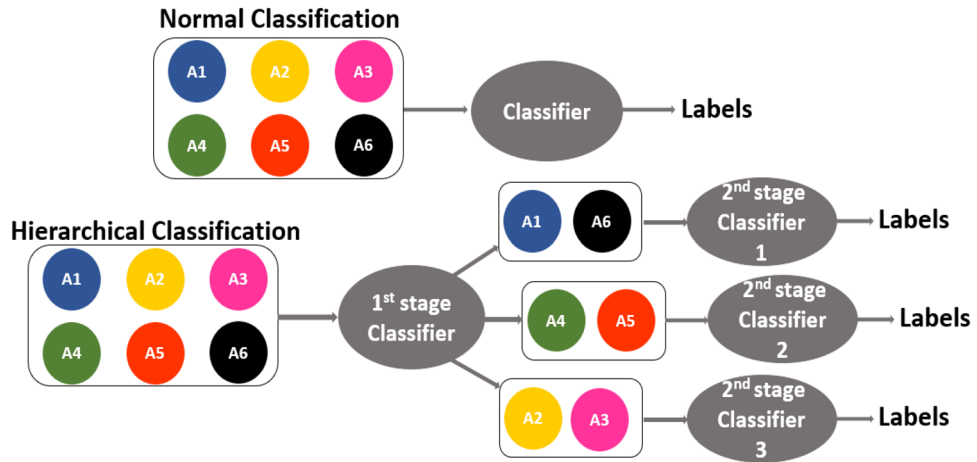 Normal Classification
A1 A2 A3
A4 A5 A6
Classifier
Labels
Hierarchical Classification
A1 A2 A3
A4 A5 A6
1st stage
Classifier
A1 A6
2nd stage
Classifier
1
Labels
A4 A5
2nd stage
Classifier
2
Labels
A2 A3
2nd stage
Classifier
3
Labels